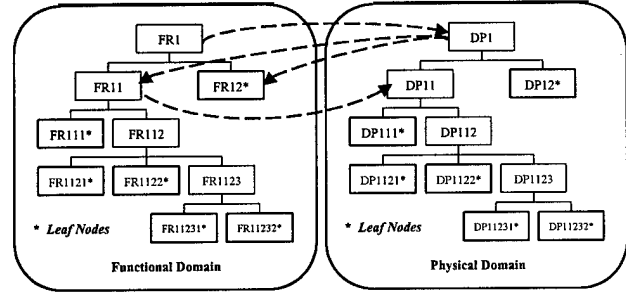 FR1
FR11
FR12*
FR111*
FR112
FR1121*
FR1122*
FR1123
FR11231*
FR11232*
* Leaf Nodes
Functional Domain
DP1
DP11
DP12*
DP111*
DP112
DP1121*
DP1122*
DP1123
DP11231*
DP11232*
* Leaf Nodes
Physical Domain